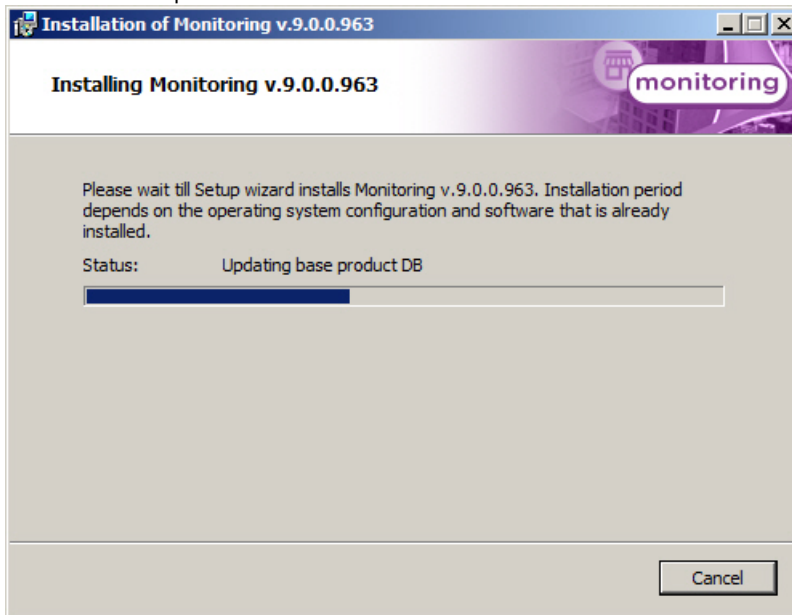 Installation of Monitoring v.9.0.0.963
Installing Monitoring v.9.0.0.963
monitoring
Please wait till Setup wizard installs Monitoring v.9.0.0.963. Installation period
depends on the operating system configuration and software that is already
installed.
Status: Updating base product DB
Cancel